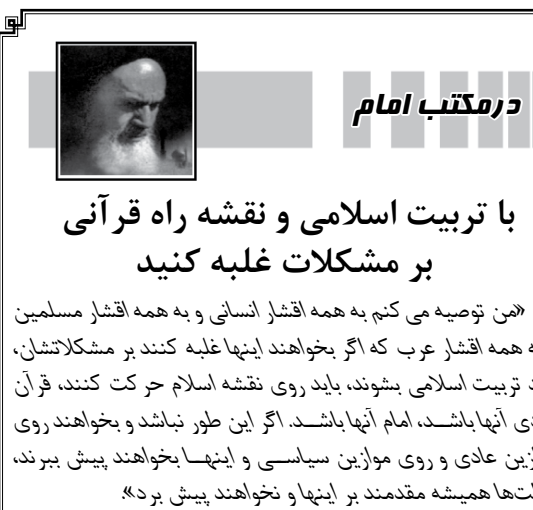 درمکتب امام
با تربیت اسلامی و نقشه راه قرآنی
بر مشکلات غلبه کنید
«من توصیه می کنم به همه اقشار انسانی و به همه اقشار مسلمین
همه اقشار عرب که اگر بخواهند اینها غلبه کنند بر مشکلاتشان،
تربیت اسلامی بشوند، باید روی نقشه اسلام حرکت کنند، قرآن
آنها باشد، امام آنها باشد. اگر این طور نباشد و بخواهند روی
عادی و روی موازین سیاسی و اینها بخواهند پیش ببرند،
همیشه مقدمند بر اینها و نخواهند پیش برد».